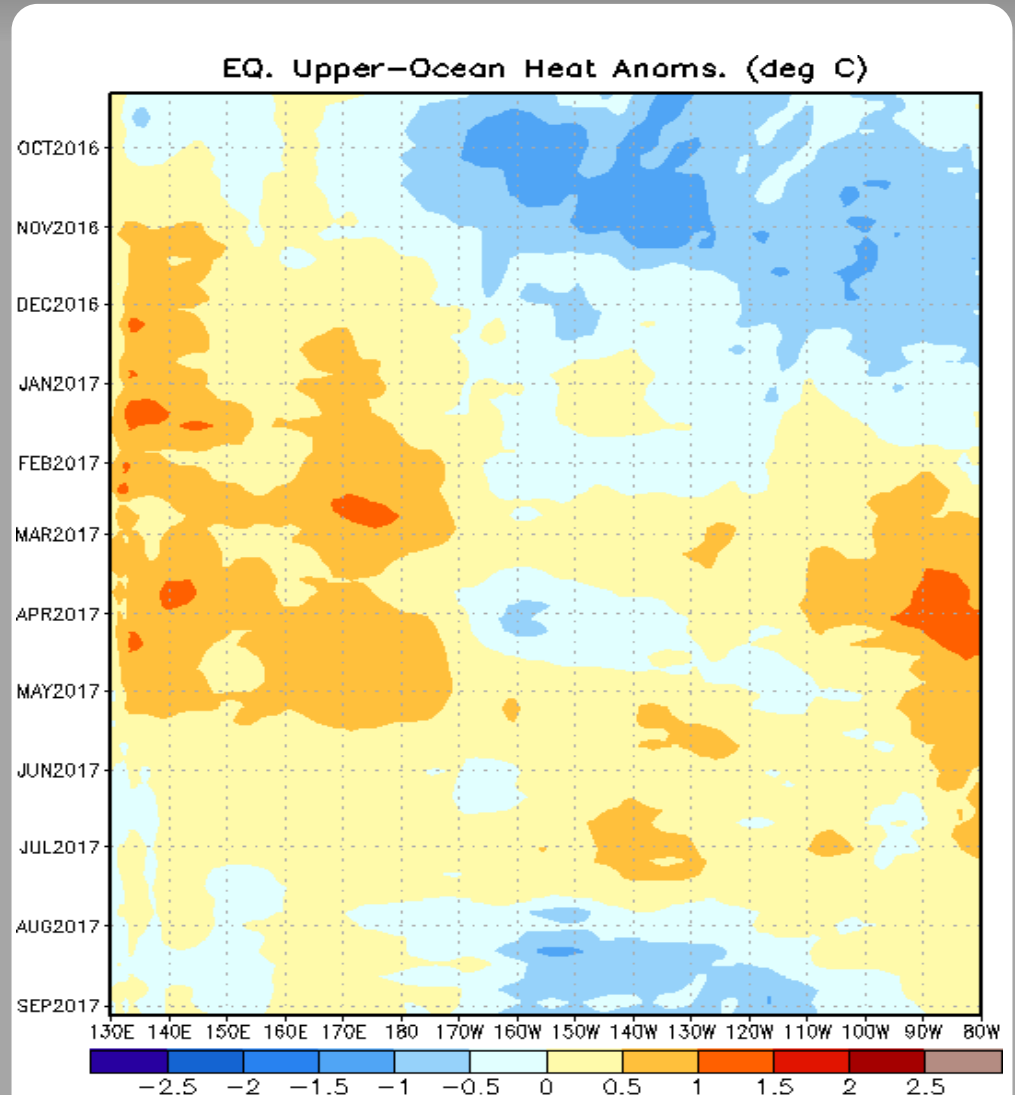 EQ. Upper-Ocean Heat Anoms. (deg C)
OCT2016
NOV2016
DEC2016
JAN2017
FEB2017
MAR2017
APR2017
MAY2017
JUN2017
JUL2017
AUG2017
SEP2017
130E 140E 150E 160E 170E 180 170W 160W 150W 140W 130W 120W 110W 100W 90W 80W
-2.5 -2 -1.5 -1 -0.5 0 0.5 1 1.5 2 2.5